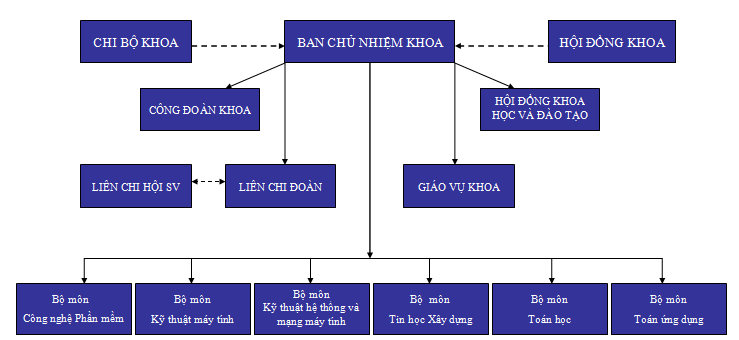 CHI BỘ KHOA
BAN CHỦ NHIỆM KHOA
HỘI ĐỒNG KHOA
CÔNG ĐOÀN KHOA
HỘI ĐỒNG KHOA
HỌC VÀ ĐÀO TẠO
LIÊN CHI HỘI SV
LIÊN CHI ĐOÀN
GIÁO VỤ KHOA
Bộ môn
Công nghệ Phần mềm
Bộ môn
Kỹ thuật máy tính
Bộ môn
Kỹ thuật hệ thống và
mạng máy tính
Bộ môn
Tin học Xây dựng
Bộ môn
Toán học
Bộ môn
Toán ứng dụng